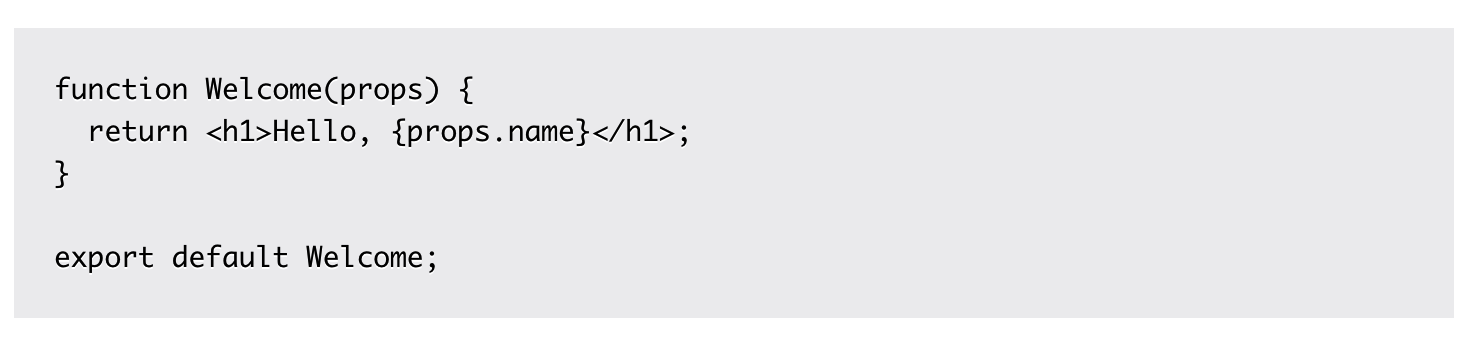 function Welcome(props) {
  return <h1>Hello, {props.name}</h1>;
}

export default Welcome;